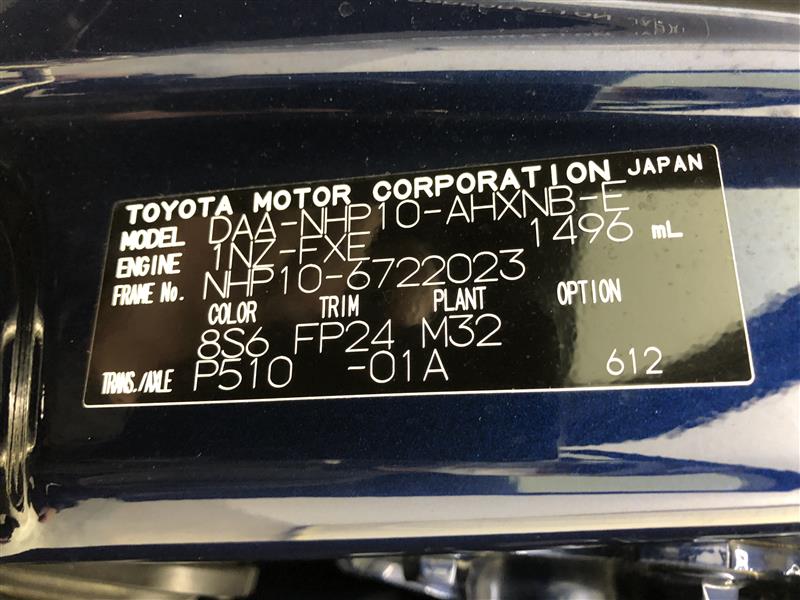 TOYOTA MOTOR CORPORATION JAPAN
MODEL DAA-NHP10-AHXNB-E
ENGINE 1NZ-FXE 1496 mL
FRAME No. NHP10-6722023
COLOR TRIM PLANT OPTION
8S6 FP24 M32
TRANS./AXLE P510 -01A 612